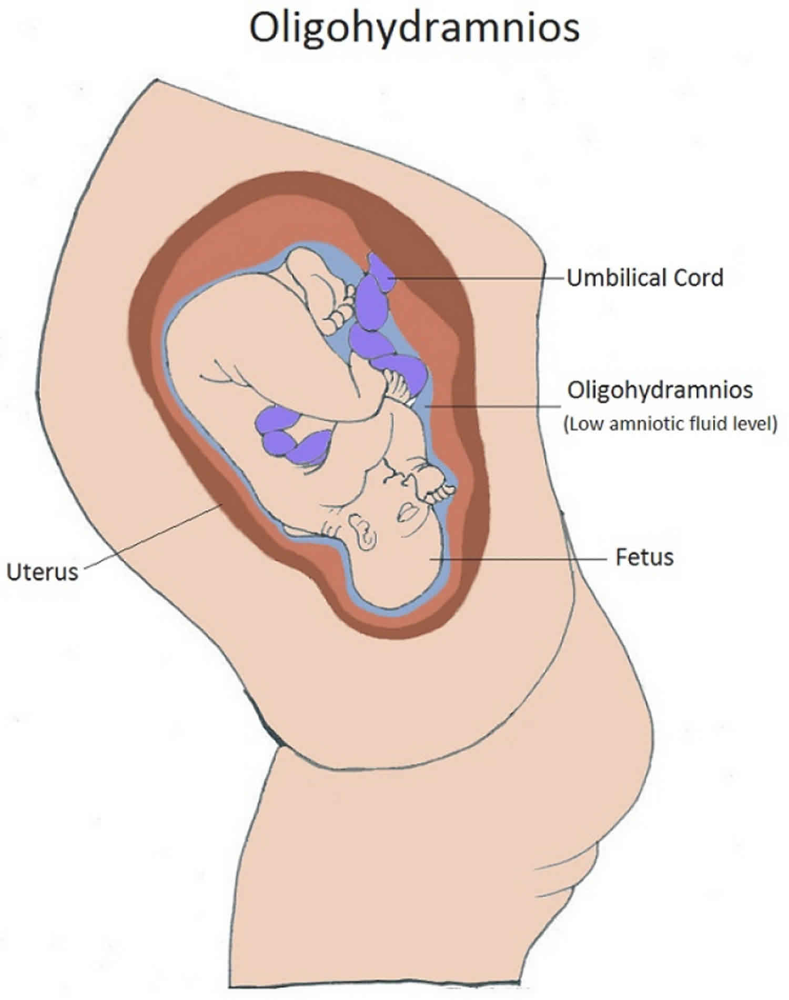 Oligohydramnios
Umbilical Cord
Oligohydramnios
(Low amniotic fluid level)
Fetus
Uterus